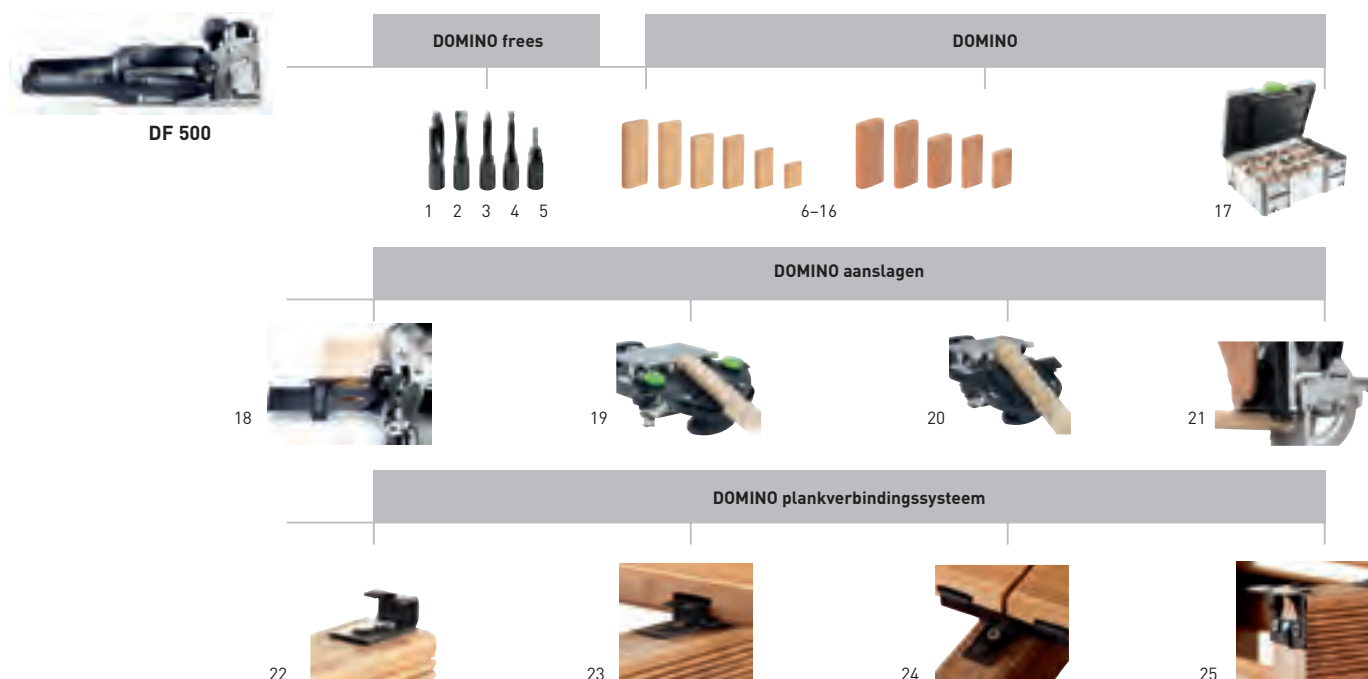 DOMINO frees
DOMINO
DF 500
1 2 3 4 5
6–16
17
DOMINO aanslagen
18
19
20
21
DOMINO plankverbindingssysteem
22
23
24
25